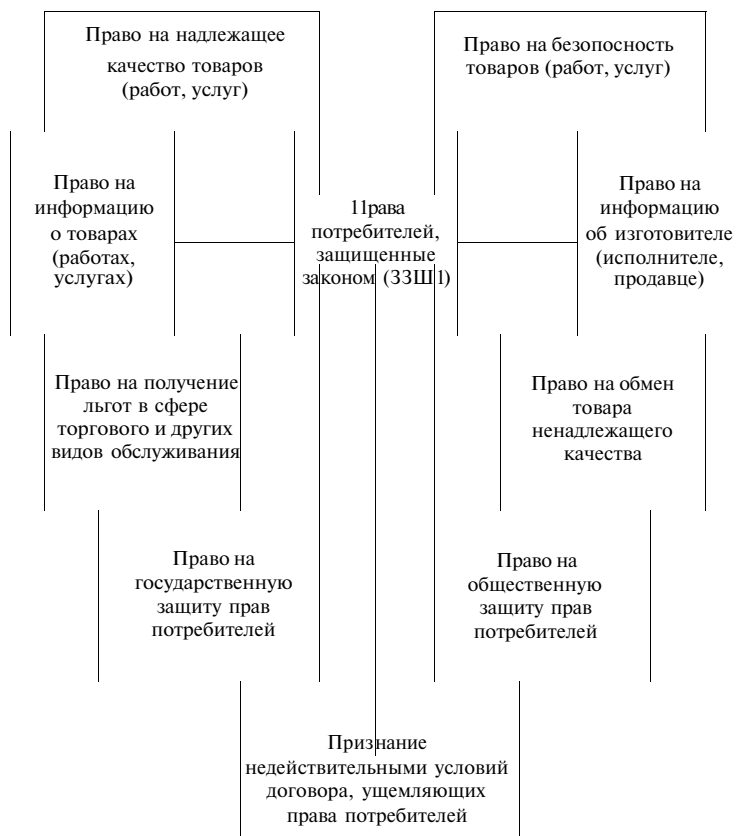 Право на надлежащее
качество товаров
(работ, услуг)
Право на безопосность
товаров (работ, услуг)
Право на
информацию
о товарах
(работах,
услугах)
11рава
потребителей,
защищенные
законом (ЗЗШ1)
Право на
информацию
об изготовителе
(исполнителе,
продавце)
Право на получение
льгот в сфере
торгового и других
видов обслуживания
Право на обмен
товара
ненадлежащего
качества
Право на
государственную
защиту прав
потребителей
Право на
общественную
защиту прав
потребителей
Признание
недействительными условий
договора, ущемляющих
права потребителей